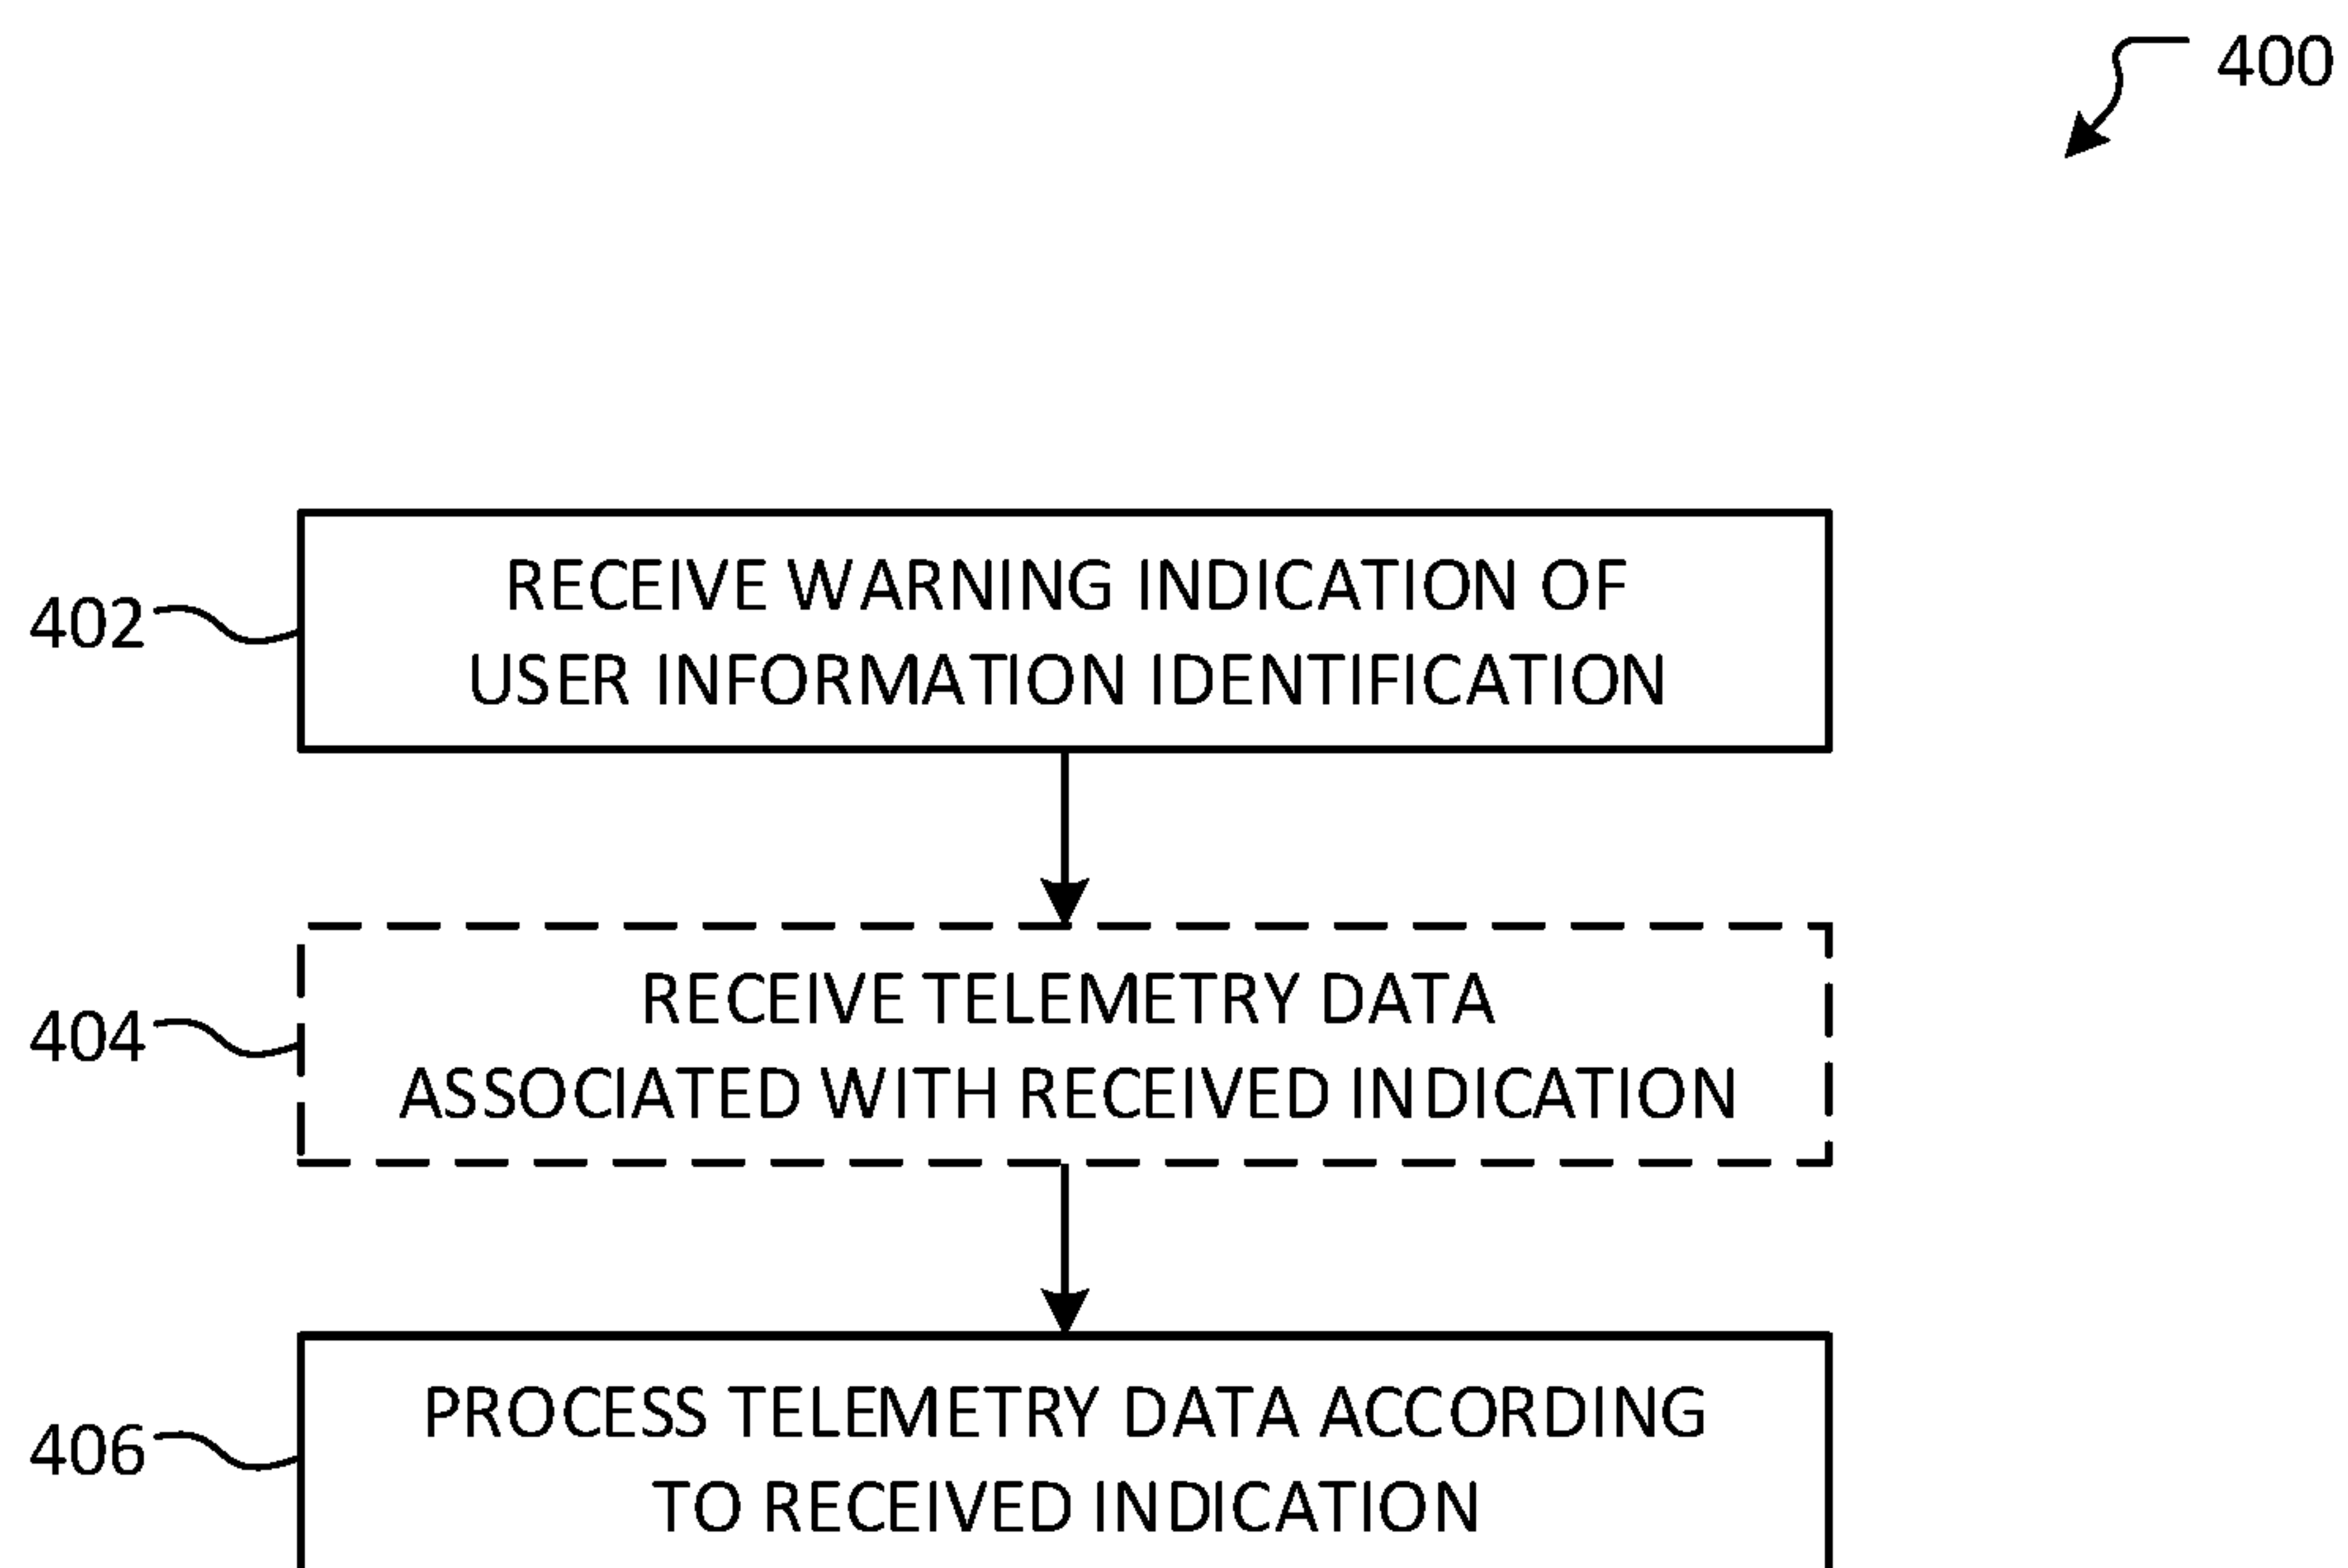 400
402
RECEIVE WARNING INDICATION OF
USER INFORMATION IDENTIFICATION
404
RECEIVE TELEMETRY DATA
ASSOCIATED WITH RECEIVED INDICATION
406
PROCESS TELEMETRY DATA ACCORDING
TO RECEIVED INDICATION